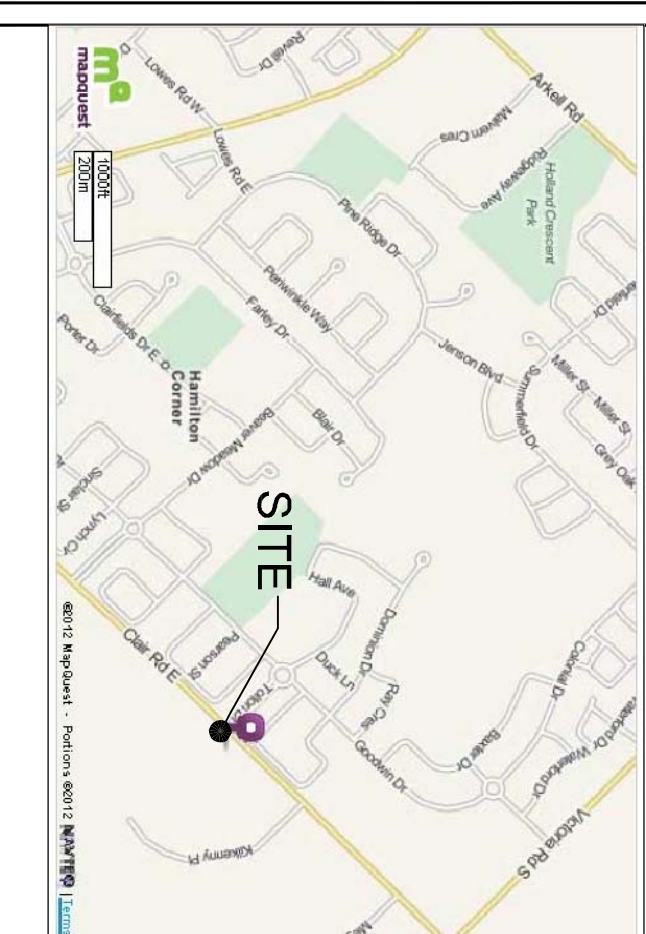 Arkell Rd
Revell Dr
Lowes Rd W
Lowes Rd E
Malvern Cres
Ridgeway Ave
Holland Crescent
Park
Pine Ridge Dr
Periwinkle Way
Farley Dr
Clairfields Dr E
Porter Dr
Hamilton
Corner
Jenson Blvd
Summerfield Dr
Miller St
Miller St
Grey Oak
Blair Dr
Beaver Meadow Dr
Sinclair St
Lynch Cr
SITE
Hall Ave
Dominion Dr
Duck Ln
Ray Cres
Pearson St
Clair Rd E
Goodwin Dr
Colonial Dr
Baxter Dr
Waterford Dr
Victoria Rd S
Kilkenny Pl
mapquest
1000ft
200m
©2012 MapQuest - Portions ©2012 NAVTEQ | Terms